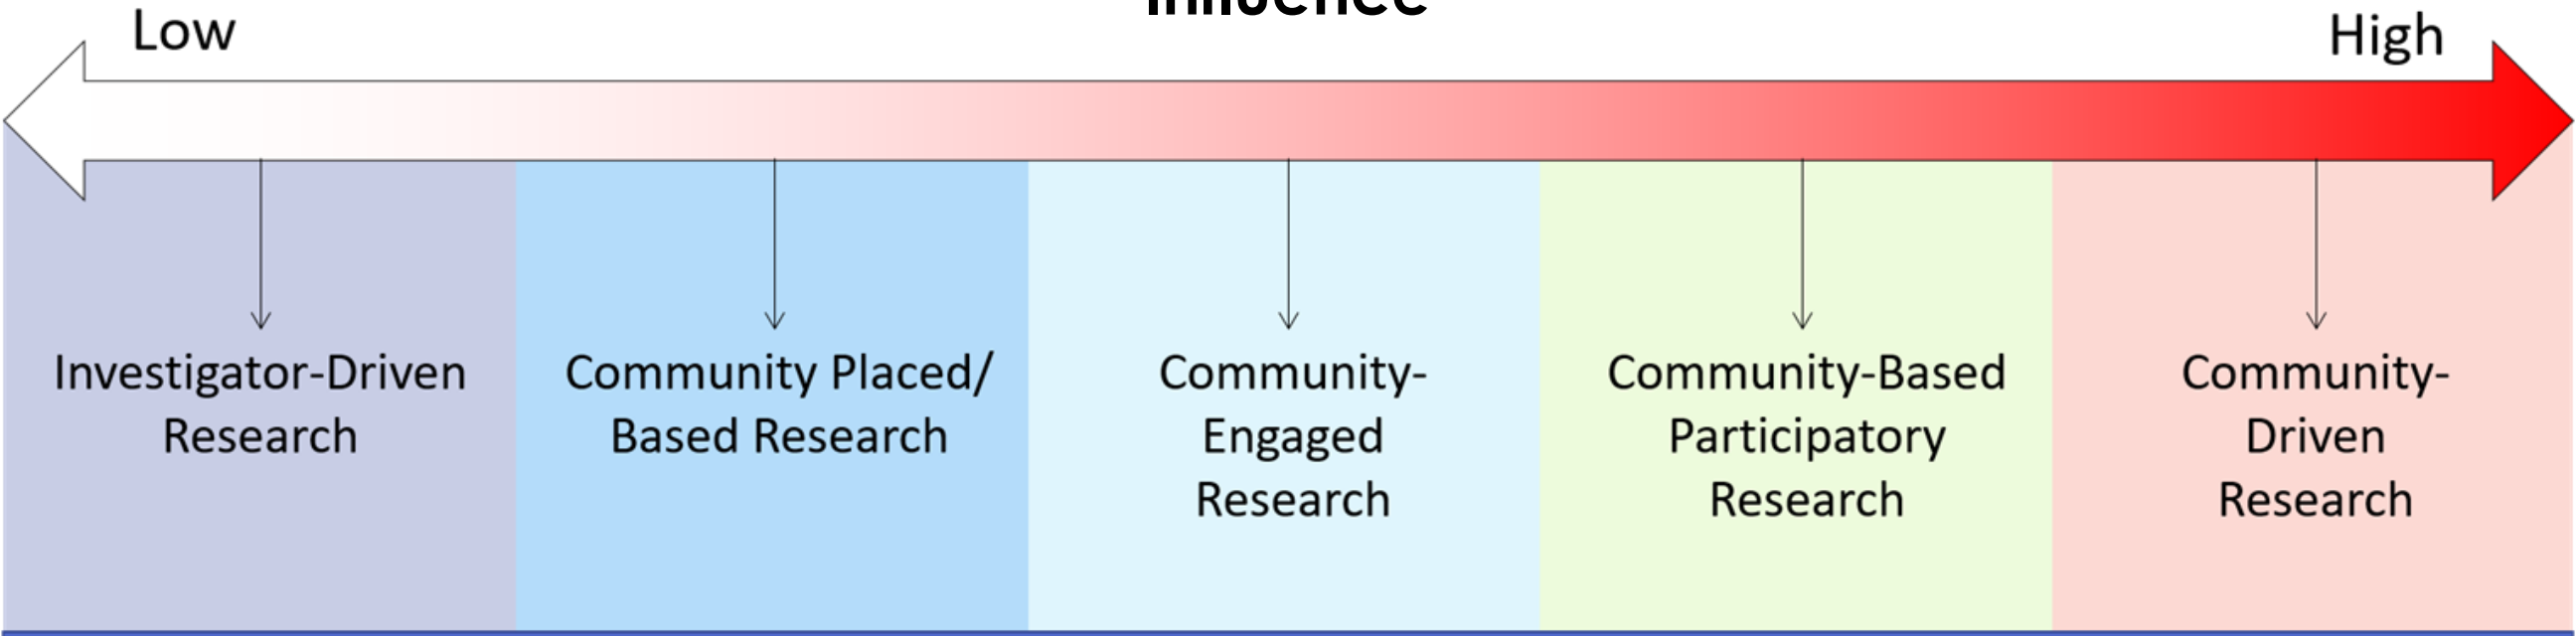 Influence
Low
High
Investigator-Driven
Research
Community Placed/
Based Research
Community-
Engaged
Research
Community-Based
Participatory
Research
Community-
Driven
Research